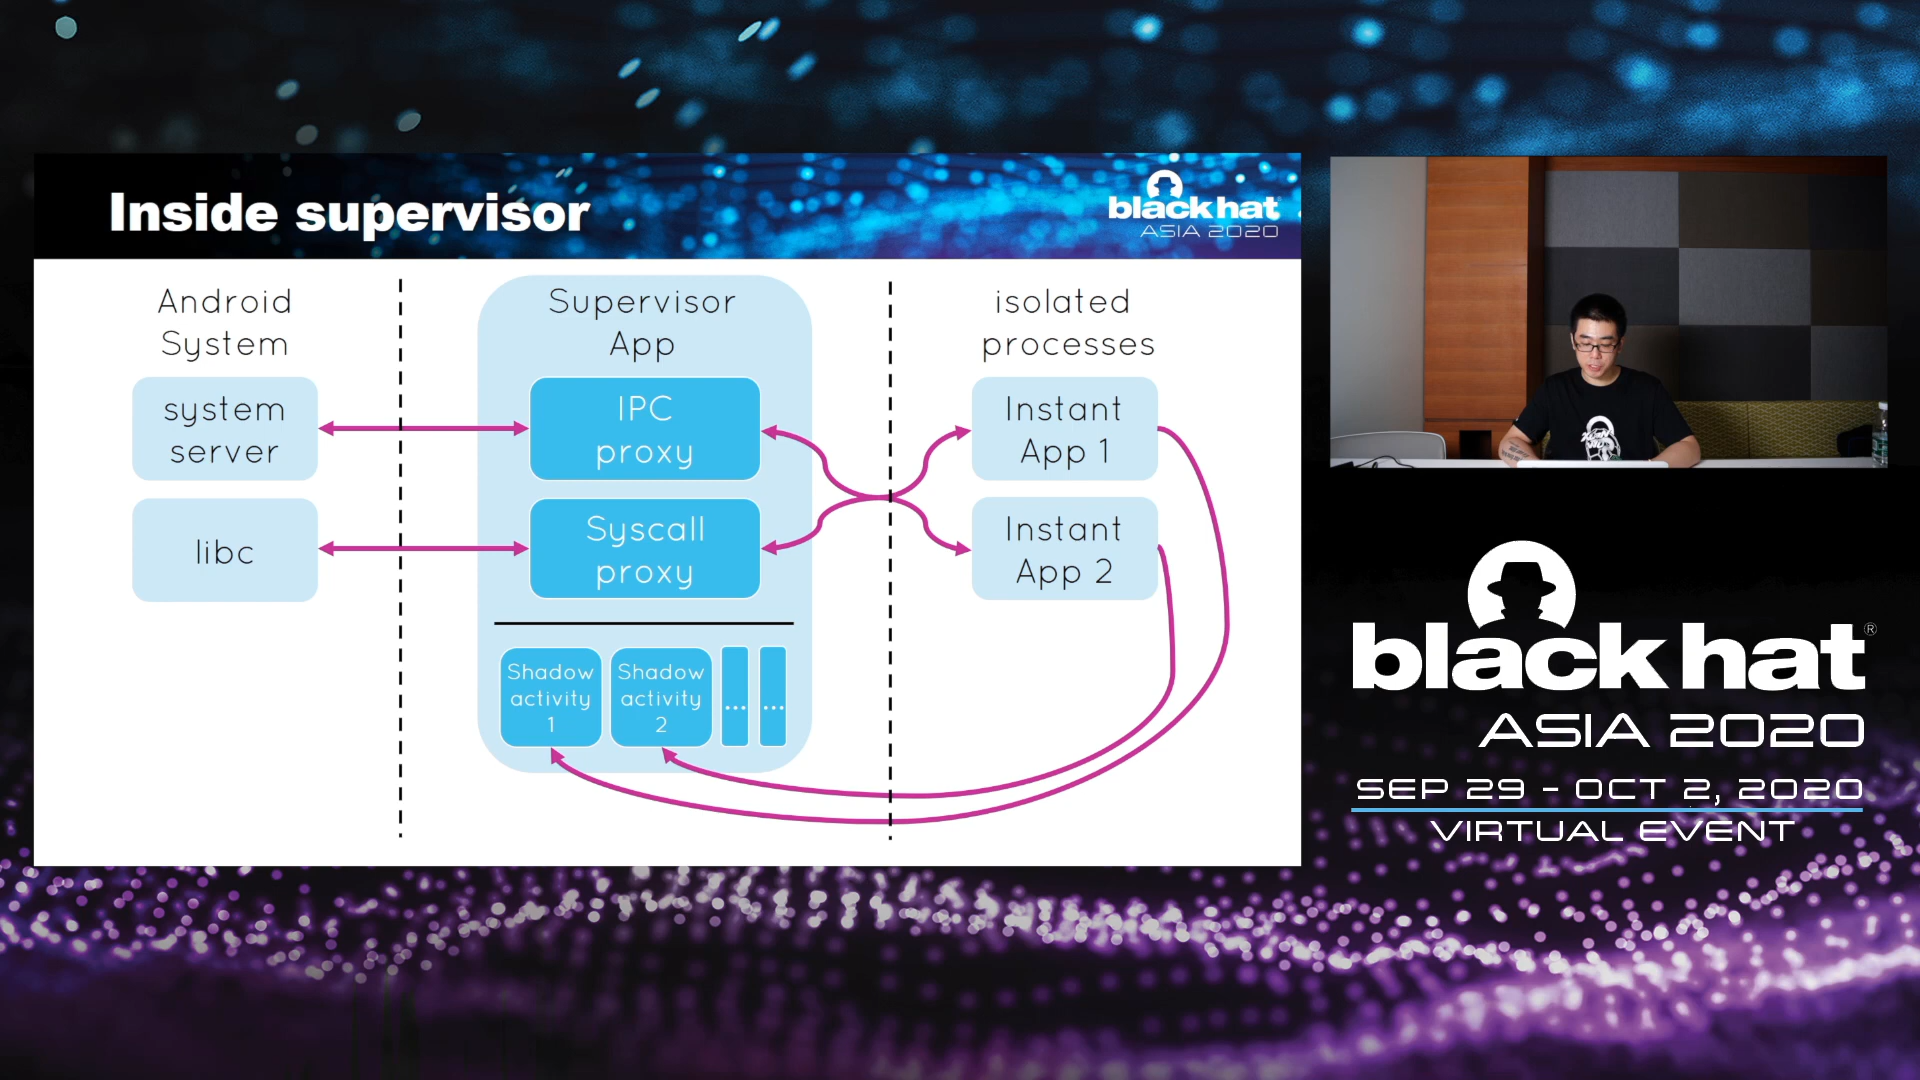 Inside supervisor
black hat
ASIA 2020
Android
System
system
server
libc
Supervisor
App
IPC
proxy
Syscall
proxy
Shadow
activity
1
Shadow
activity
2
...
...
isolated
processes
Instant
App 1
Instant
App 2
black hat®
ASIA 2020
SEP 29 - OCT 2, 2020
VIRTUAL EVENT